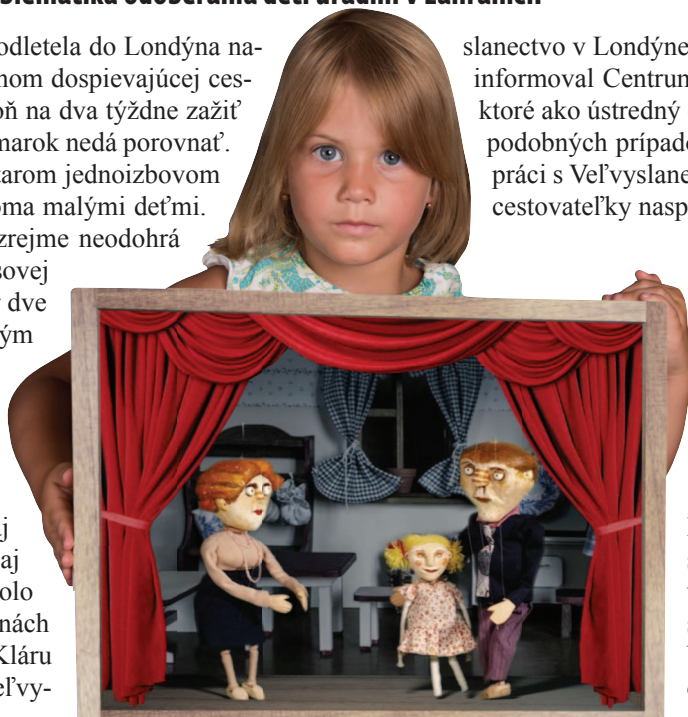 odletela do Londýna na-
nom dospievajúcej ces-
oň na dva týždne zažiť
marok nedá porovnať.
tarom jednoizbovom
oma malými deťmi.
zrejme neodohrá
sovej
dve
ým
aj
olo
nách
Kláru
eľvy-
slanectvo v Londýne
informoval Centrum
ktoré ako ústredný
podobných prípado
práci s Veľvyslane
cestovateľky nasp